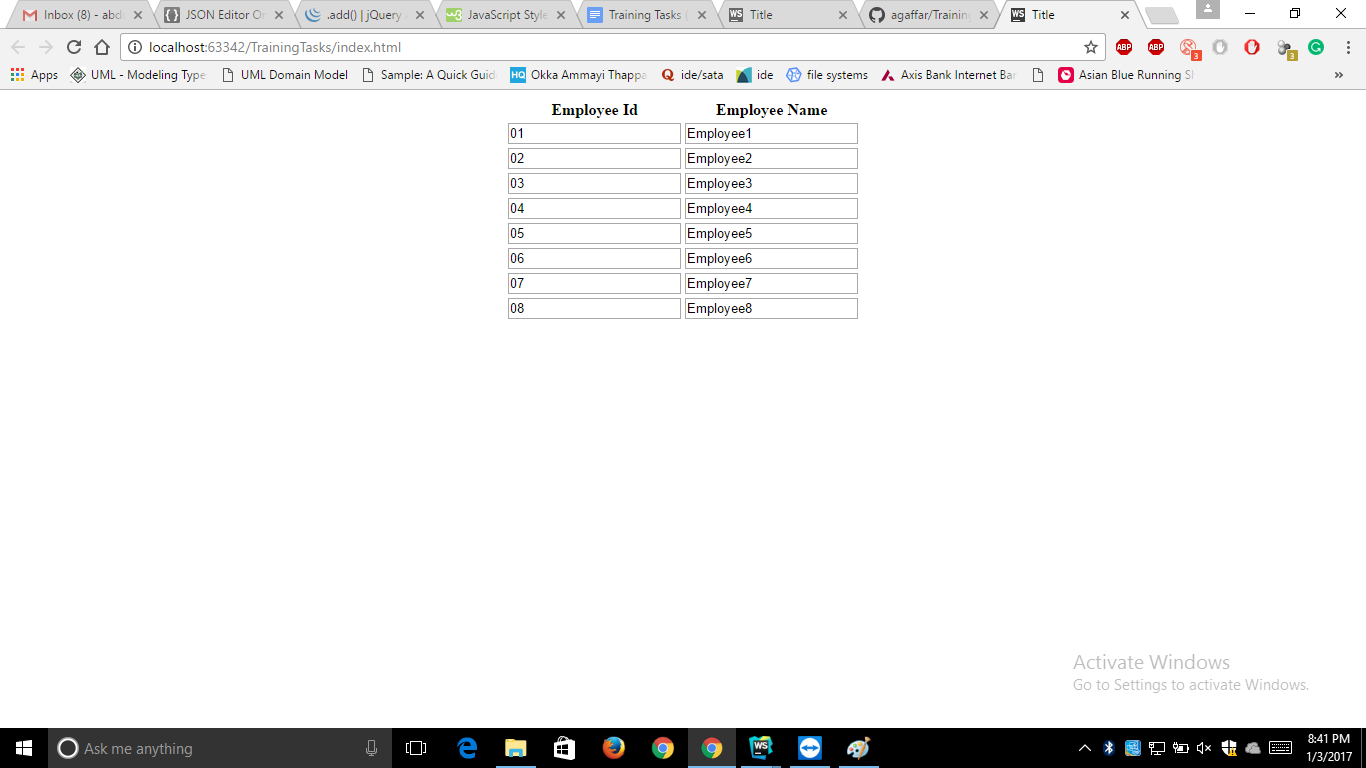 Inbox (8) - abd
JSON Editor On
.add() | jQuery A
JavaScript Style
Training Tasks (
Title
agaffar/Training
Title
localhost:63342/TrainingTasks/index.html
Apps
UML - Modeling Type
UML Domain Model
Sample: A Quick Guid
Okka Ammayi Thappa
ide/sata
ide
file systems
Axis Bank Internet Ban
Asian Blue Running Sh
Employee Id Employee Name
01 Employee1
02 Employee2
03 Employee3
04 Employee4
05 Employee5
06 Employee6
07 Employee7
08 Employee8
Activate Windows
Go to Settings to activate Windows.
Ask me anything
8:41 PM
1/3/2017